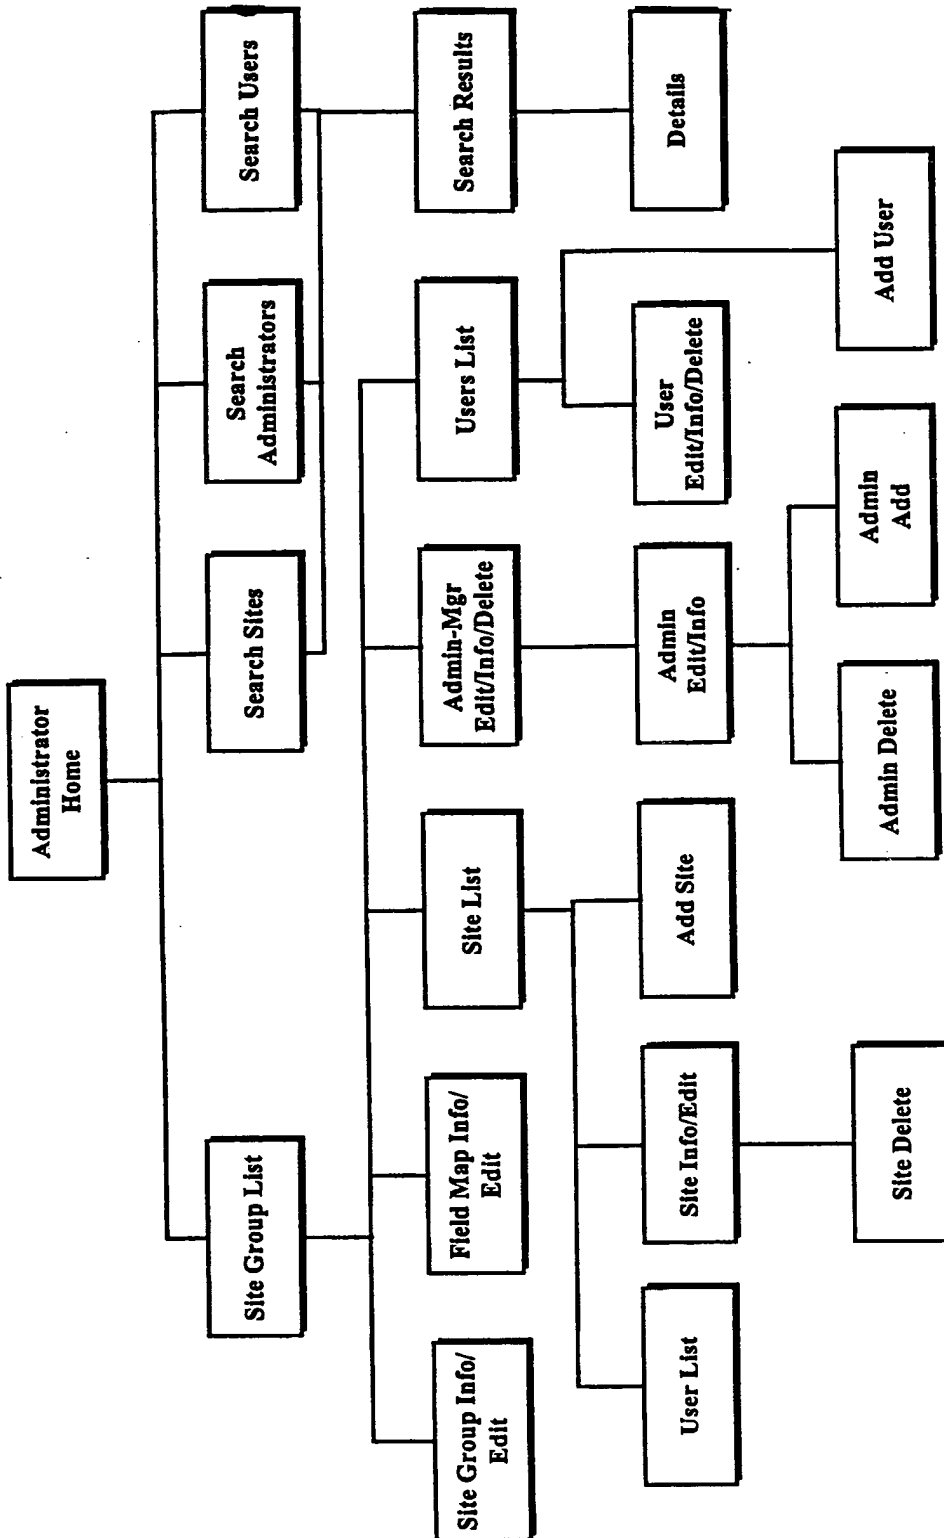 Administrator
Home
Site Group List
Search Sites
Search
Administrators
Search Users
Site Group Info/
Edit
Field Map Info/
Edit
Site List
Admin-Mgr
Edit/Info/Delete
Users List
Search Results
User List
Site Info/Edit
Add Site
Admin
Edit/Info
User
Edit/Info/Delete
Details
Site Delete
Admin Delete
Admin
Add
Add User